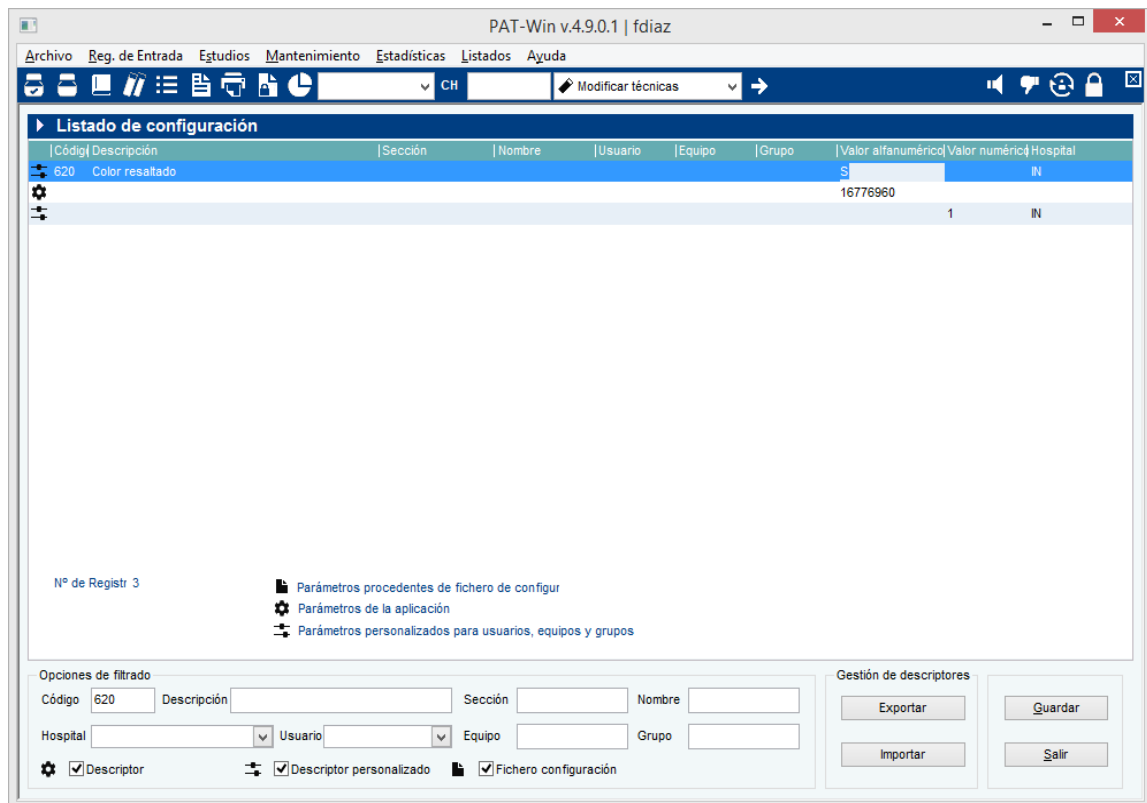 PAT-Win v.4.9.0.1 | fdiaz
Archivo Reg. de Entrada Estudios Mantenimiento Estadísticas Listados Ayuda
CH Modificar técnicas
Listado de configuración
|Códig|Descripción |Sección |Nombre |Usuario |Equipo |Grupo |Valor alfanumérico|Valor numérico|Hospital
620 Color resaltado S IN
16776960
1 IN
Nº de Registr 3
Parámetros procedentes de fichero de configur
Parámetros de la aplicación
Parámetros personalizados para usuarios, equipos y grupos
Opciones de filtrado Gestión de descriptores
Código 620 Descripción Sección Nombre Exportar Guardar
Hospital Usuario Equipo Grupo
Importar Salir
Descriptor Descriptor personalizado Fichero configuración